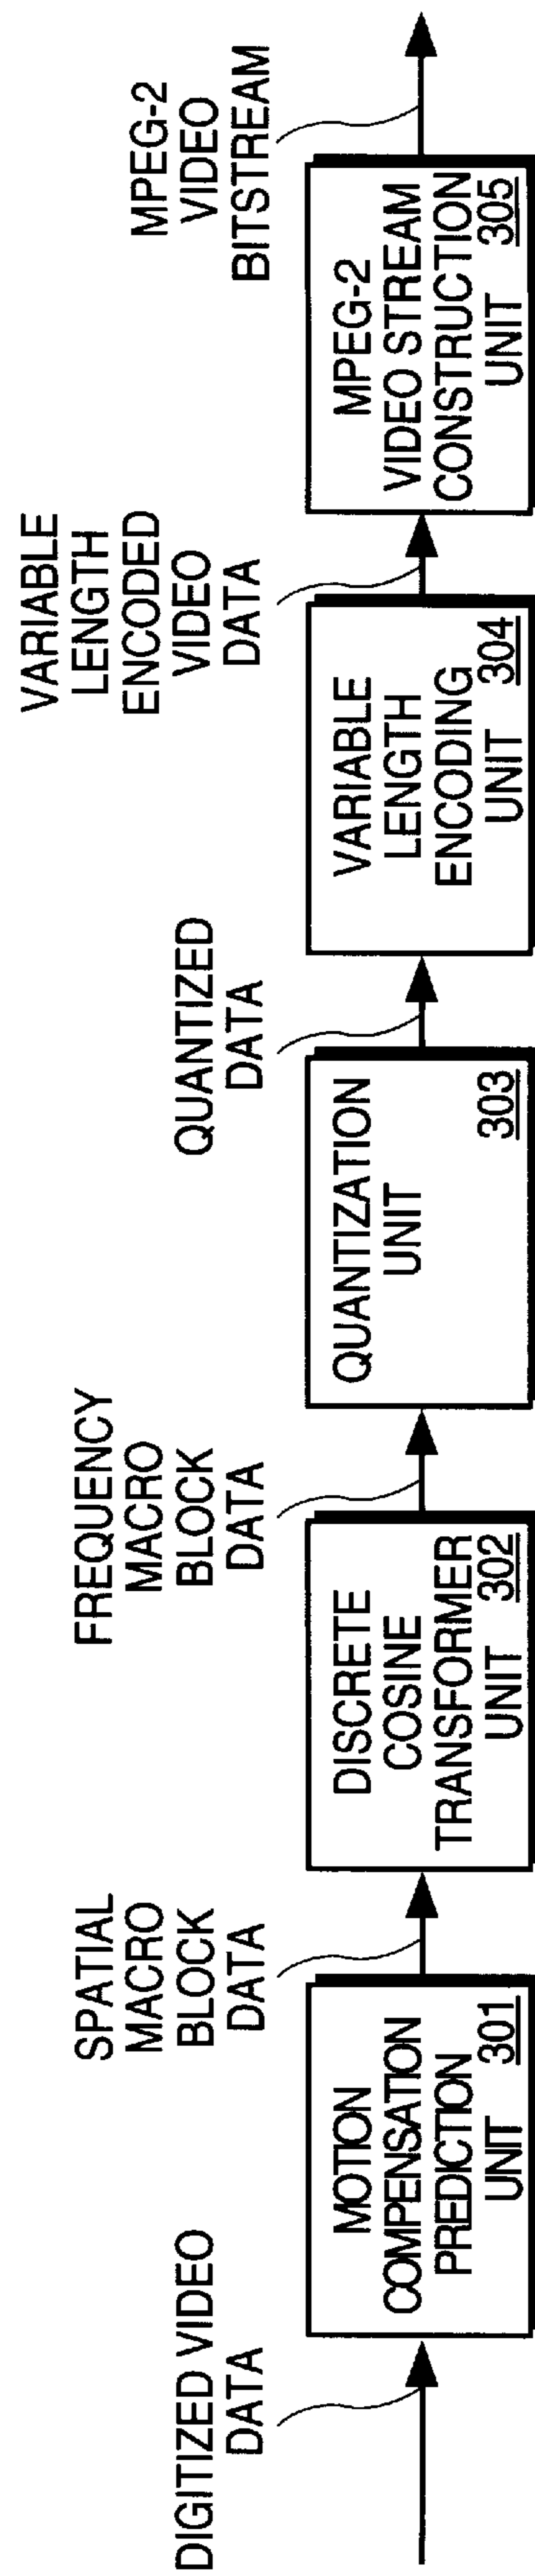 DIGITIZED VIDEO
DATA
MOTION
COMPENSATION
PREDICTION
UNIT 301
SPATIAL
MACRO
BLOCK
DATA
DISCRETE
COSINE
TRANSFORMER
UNIT 302
FREQUENCY
MACRO
BLOCK
DATA
QUANTIZATION
UNIT
303
QUANTIZED
DATA
VARIABLE
LENGTH
ENCODING
UNIT 304
VARIABLE
LENGTH
ENCODED
VIDEO
DATA
MPEG-2
VIDEO STREAM
CONSTRUCTION
UNIT 305
MPEG-2
VIDEO
BITSTREAM